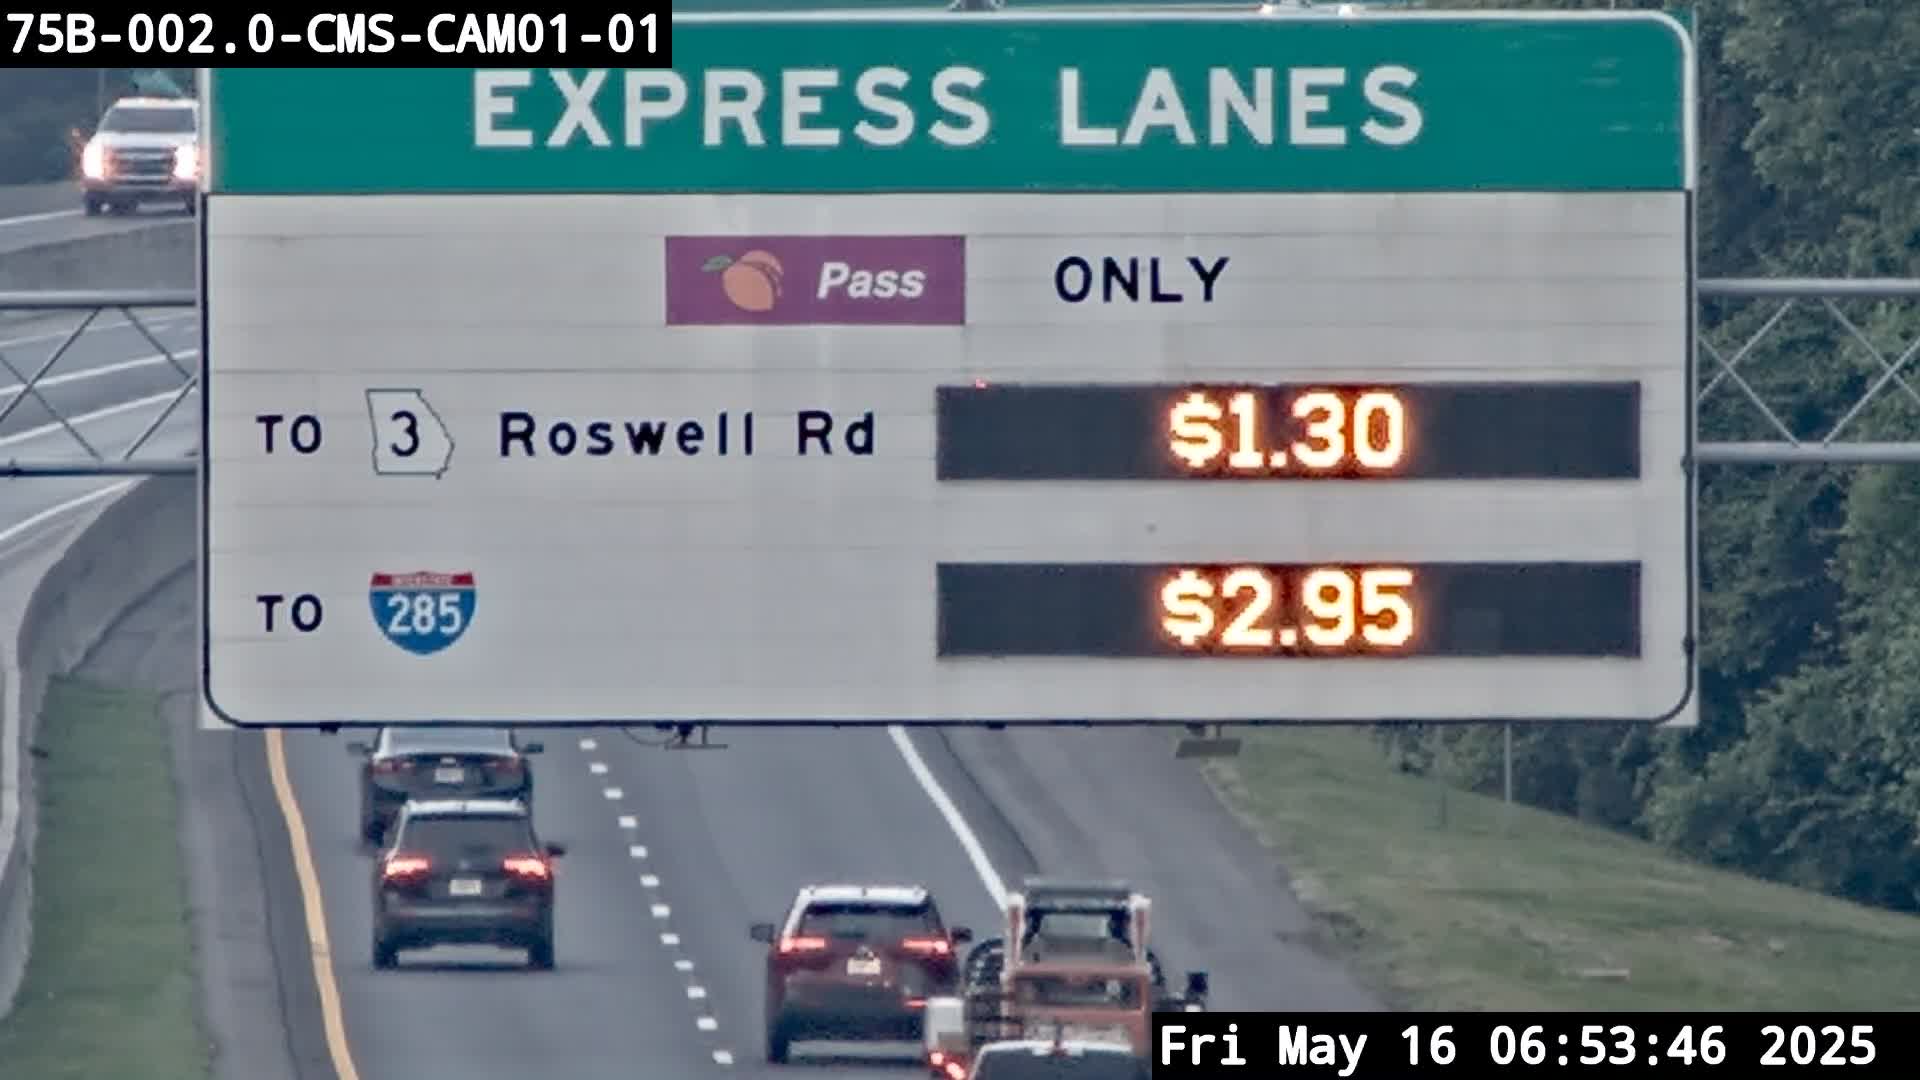 75B-002.0-CMS-CAM01-01
EXPRESS LANES
Pass ONLY
TO 3 Roswell Rd $1.30
INTERSTATE
TO 285 $2.95
Fri May 16 06:53:46 2025